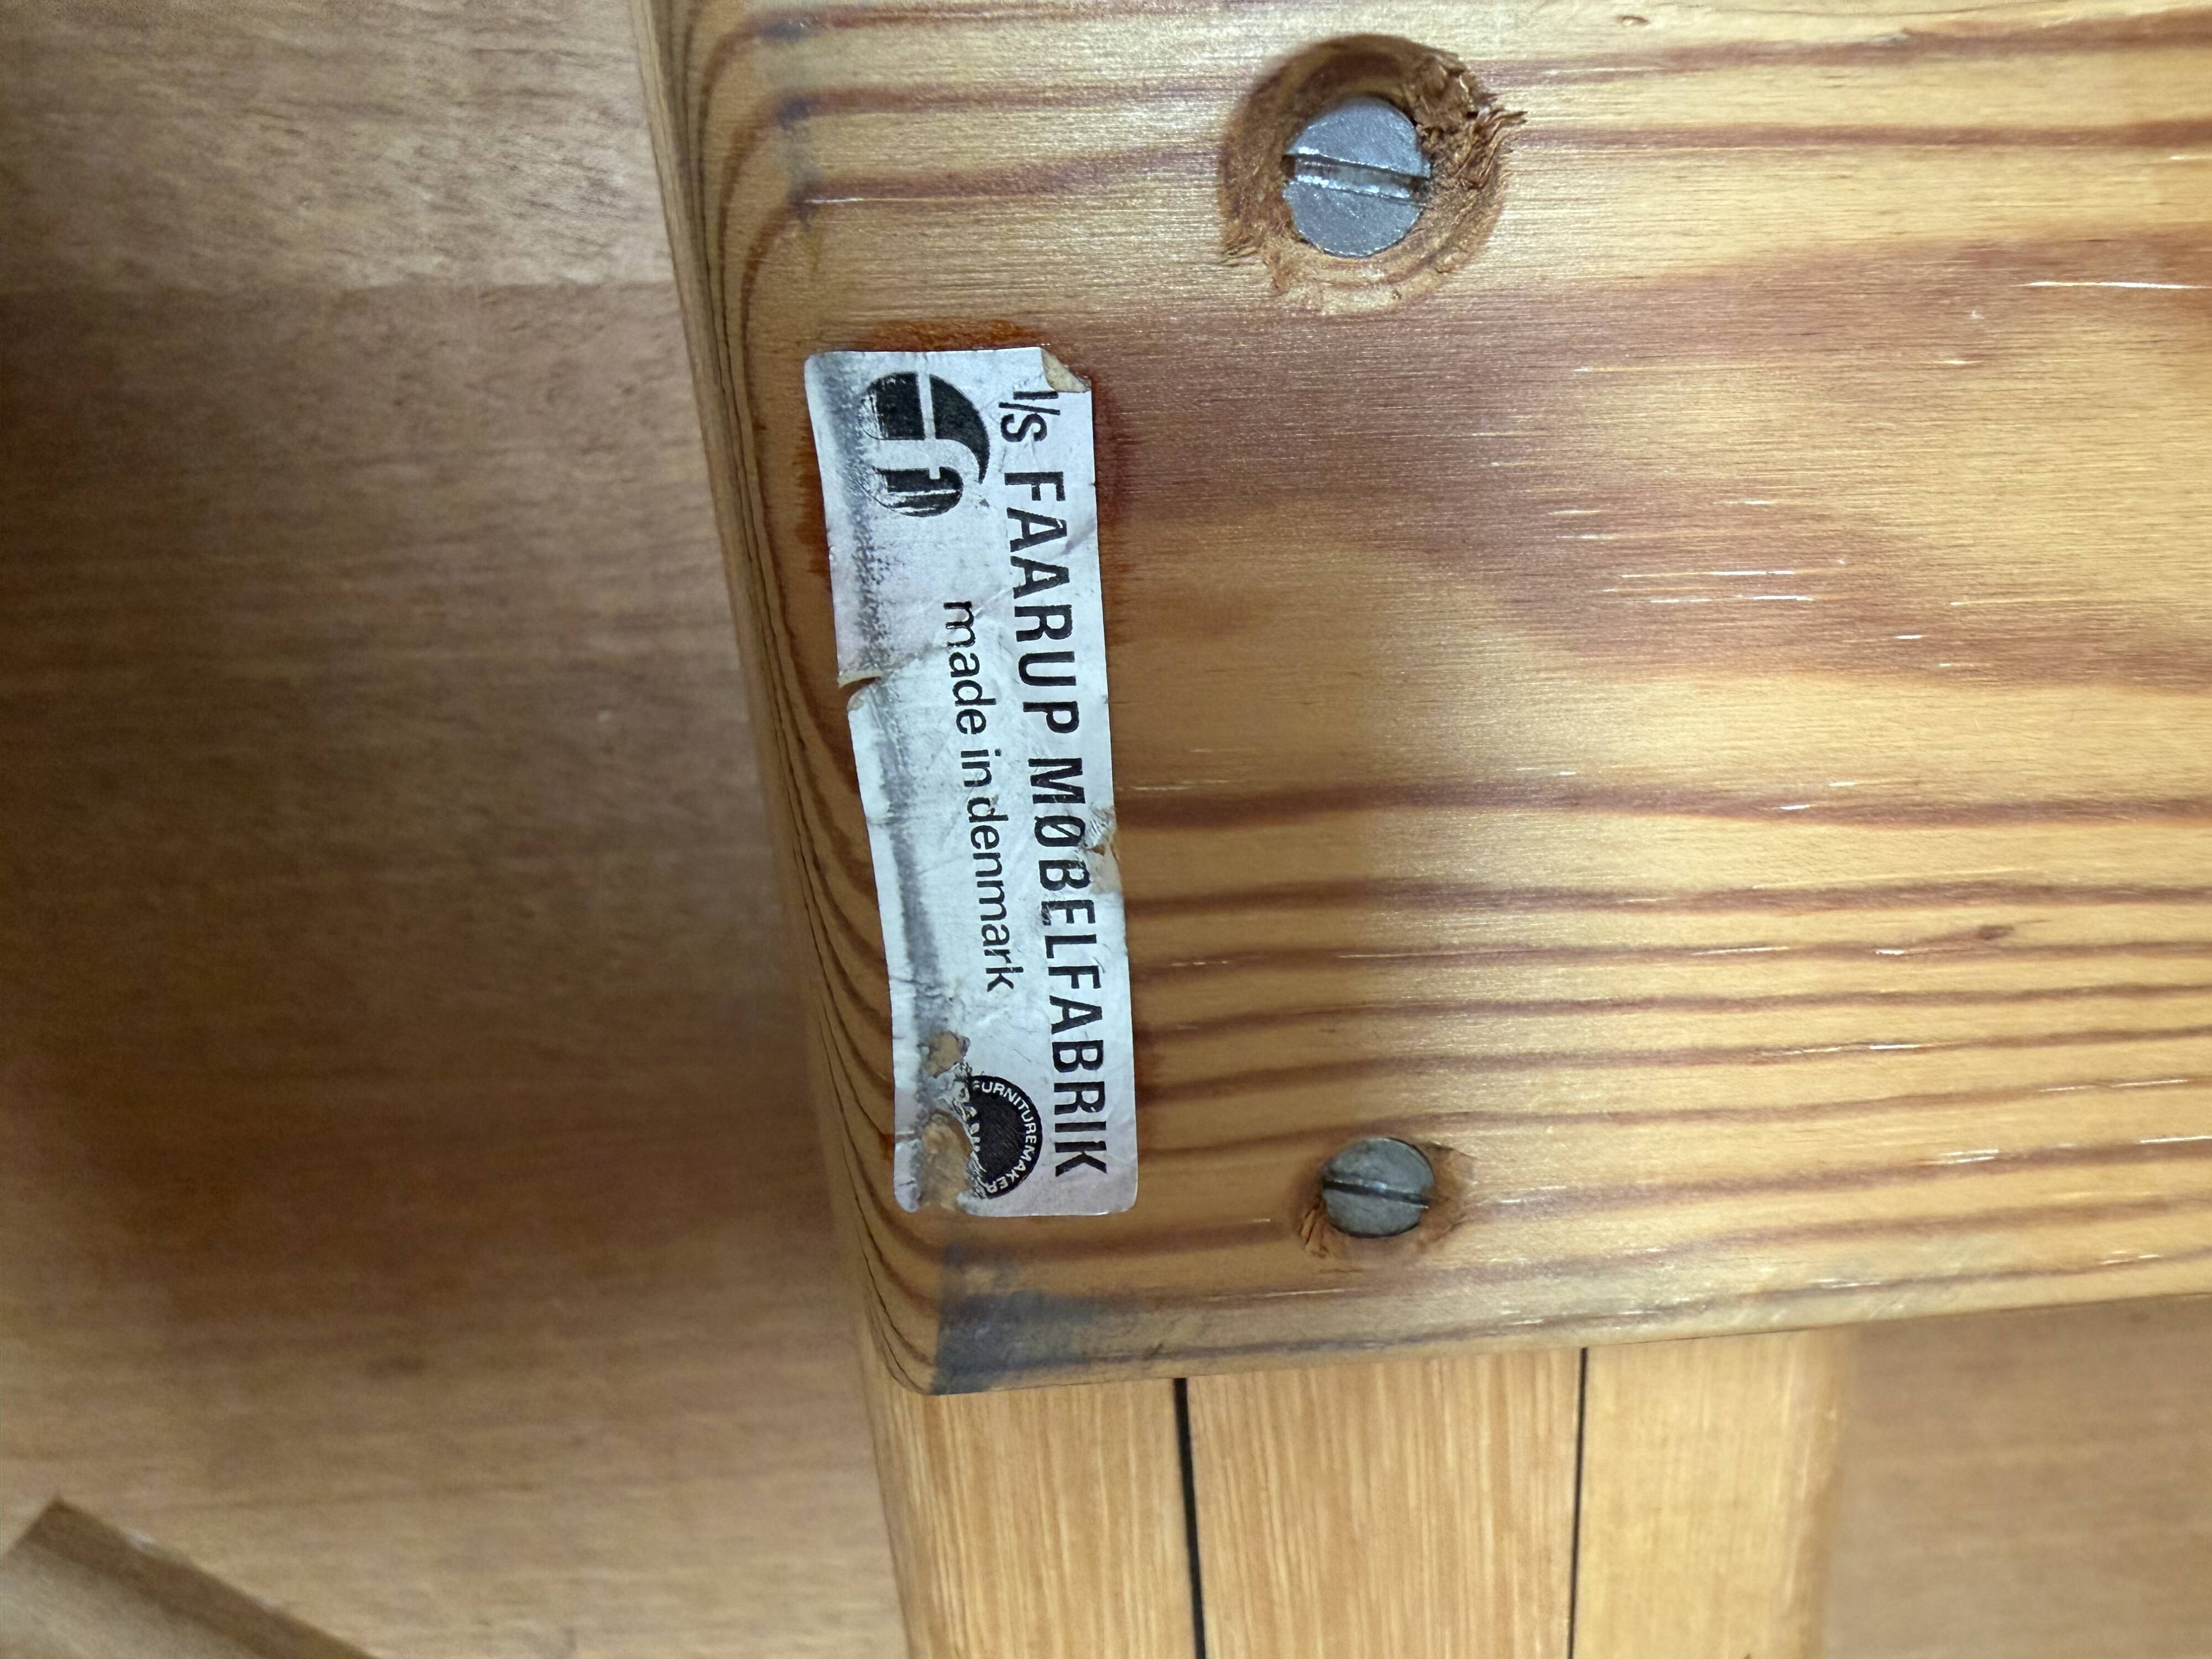 I/S FAARUP MØBELFABRIK
made in denmark
FURNITUREMAKER